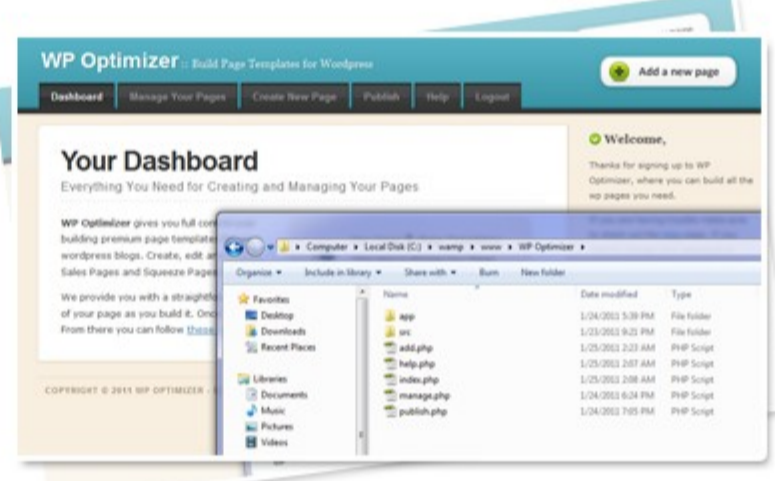 WP Optimizer :: Build Page Templates for Wordpress
Add a new page
Dashboard Manage Your Pages Create New Page Publish Help Logout
Your Dashboard
Everything You Need for Creating and Managing Your Pages
WP Optimizer gives you full
building premium page template
wordpress blogs. Create, edit
Sales Pages and Squeeze Pages
We provide you with a
of your page as you build it.
From there you can follow
COPYRIGHT © 2011 WP OPTIMIZER -
Welcome,
Thanks for signing up to WP
Optimizer, where you can build all the
wp pages you need.
Computer Local Disk (C:) wamp www WP Optimizer
Organize Include in library Share with Burn New folder
Favorites
Desktop
Downloads
Recent Places
Libraries
Documents
Music
Pictures
Videos
Name Date modified Type
app 1/24/2011 5:39 PM File folder
src 1/23/2011 9:21 PM File folder
add.php 1/25/2011 2:23 AM PHP Script
help.php 1/25/2011 2:07 AM PHP Script
index.php 1/25/2011 2:08 AM PHP Script
manage.php 1/24/2011 6:24 PM PHP Script
publish.php 1/24/2011 7:05 PM PHP Script